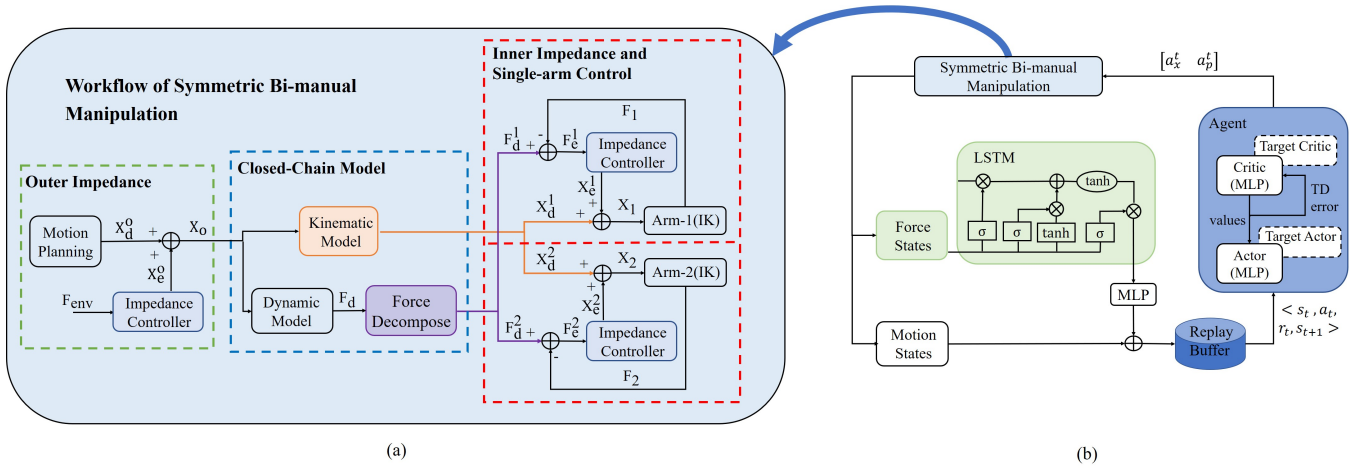 Workflow of Symmetric Bi-manual
Manipulation
Outer Impedance
Motion
Planning
X_d^o
+
+
X_e^o
X_o
F_env
Impedance
Controller
Closed-Chain Model
Kinematic
Model
Dynamic
Model
F_d
Force
Decompose
Inner Impedance and
Single-arm Control
F_1
F_d^1
-
+
F_e^1
Impedance
Controller
X_e^1
+
X_d^1
+
X_1
Arm-1(IK)
X_d^2
+
X_2
Arm-2(IK)
+
X_e^2
F_d^2
+
F_e^2
-
Impedance
Controller
F_2
(a)
Symmetric Bi-manual
Manipulation
[a_x^t a_p^t]
LSTM
tanh
σ
σ
tanh
σ
Force
States
MLP
Motion
States
Replay
Buffer
< s_t , a_t,
r_t, s_{t+1} >
Agent
Target Critic
Critic
(MLP)
TD
error
values
Target Actor
Actor
(MLP)
(b)